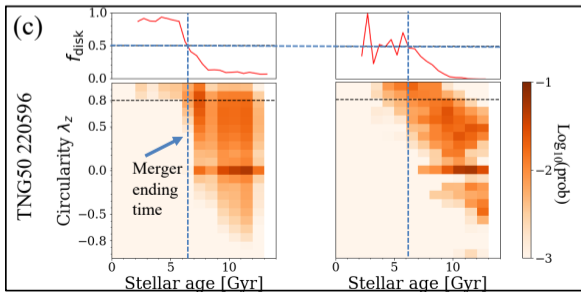 (c)
TNG50 220596
f_disk
1.0
0.5
0.0
Circularity λ_z
0.8
0.5
0.0
−0.5
−0.8
Merger
ending
time
0 5 10
Stellar age [Gyr]
0 5 10
Stellar age [Gyr]
−1
−2
−3
Log₁₀(prob)